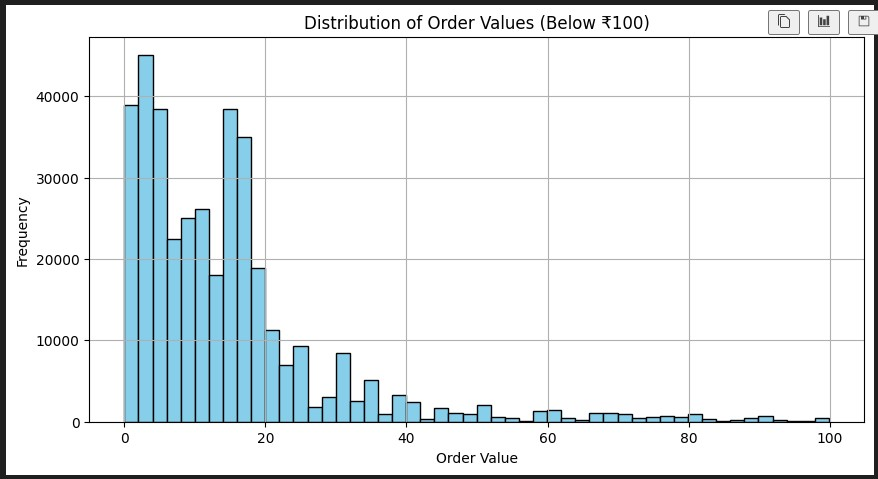 Distribution of Order Values (Below ₹100)
40000
30000
20000
10000
0
Frequency
0 20 40 60 80 100
Order Value